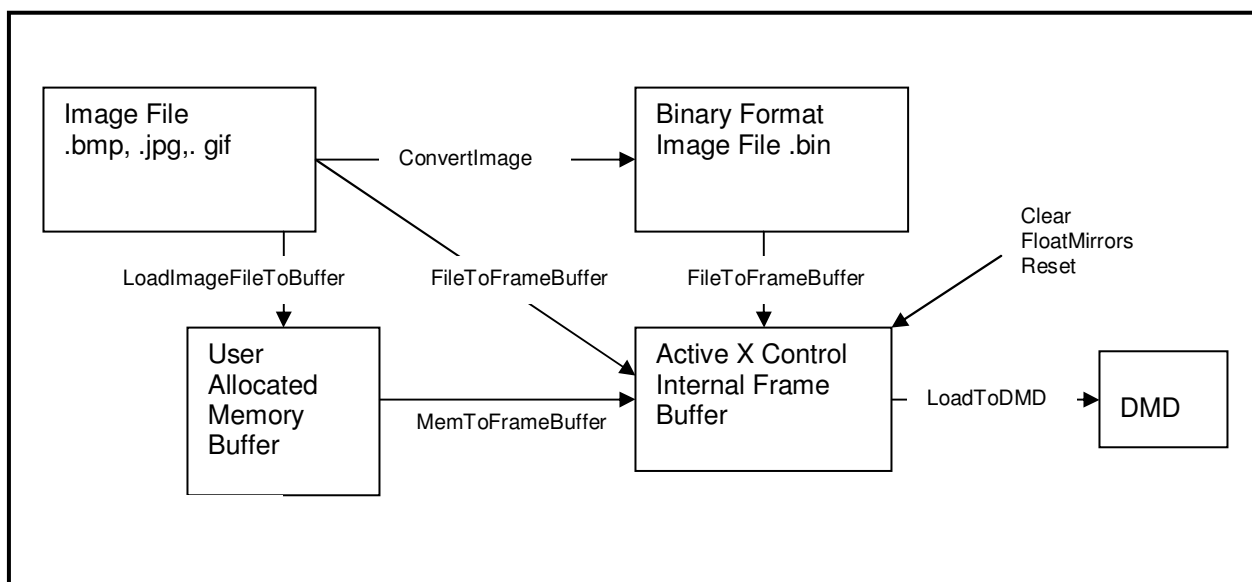 Image File
.bmp, .jpg,. gif
ConvertImage
Binary Format
Image File .bin
Clear
FloatMirrors
Reset
LoadImageFileToBuffer
FileToFrameBuffer
FileToFrameBuffer
User
Allocated
Memory
Buffer
MemToFrameBuffer
Active X Control
Internal Frame
Buffer
LoadToDMD
DMD